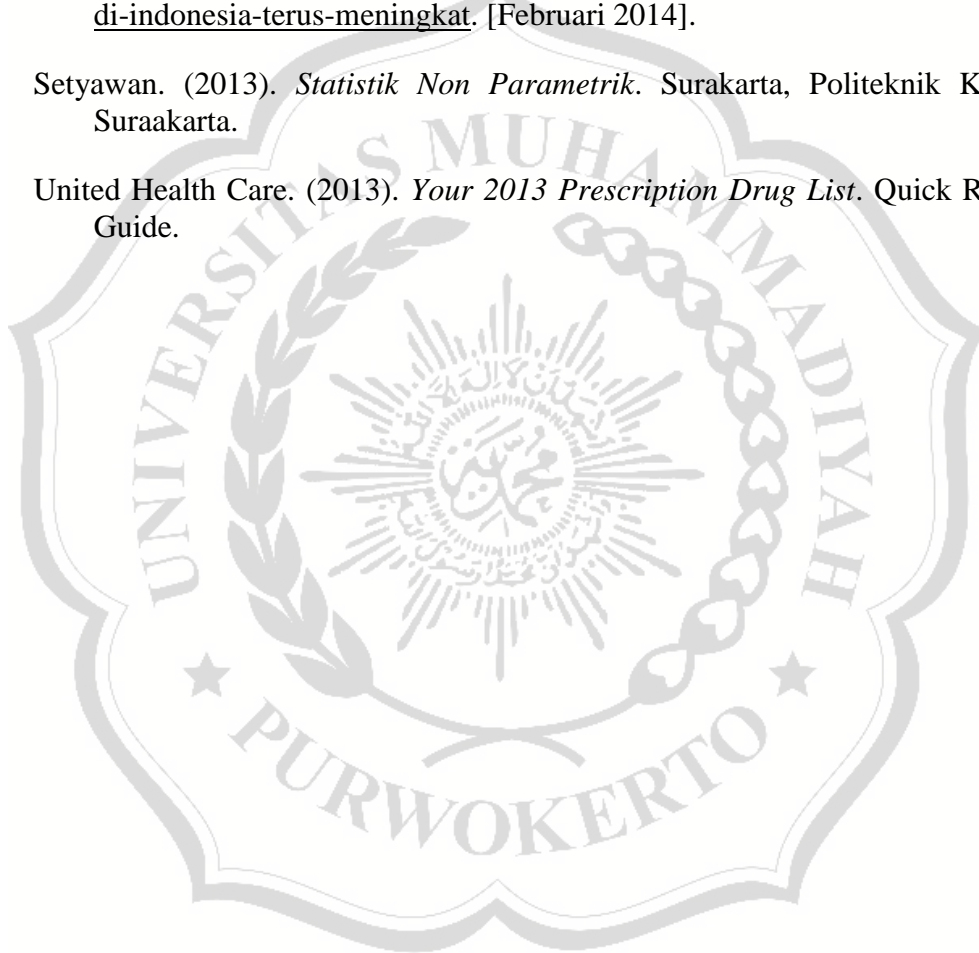 di-indonesia-terus-meningkat. [Februari 2014].
Setyawan. (2013). Statistik Non Parametrik. Surakarta, Politeknik K
Suraakarta.
United Health Care. (2013). Your 2013 Prescription Drug List. Quick R
Guide.
UNIVERSITAS MUHAMMADIYAH
PURWOKERTO